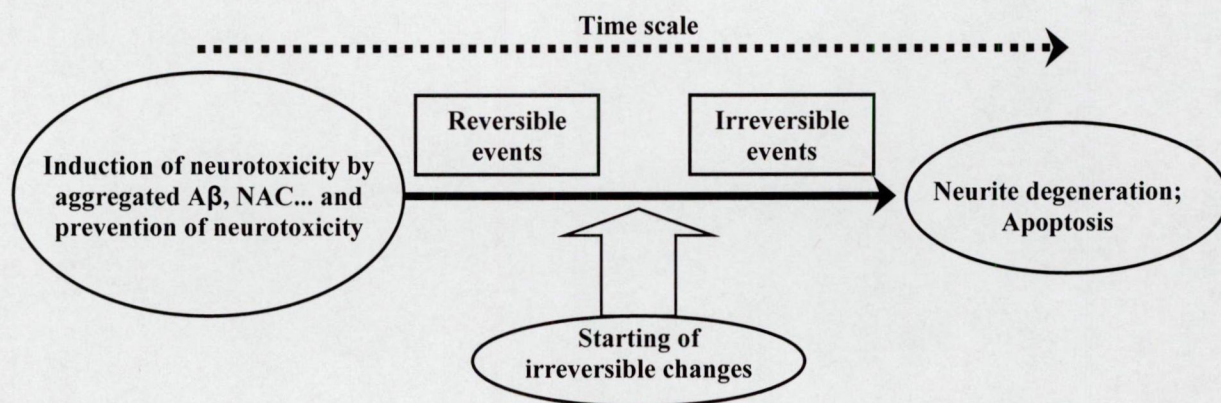 Time scale
Reversible
events
Irreversible
events
Induction of neurotoxicity by
aggregated Aβ, NAC... and
prevention of neurotoxicity
Neurite degeneration;
Apoptosis
Starting of
irreversible changes